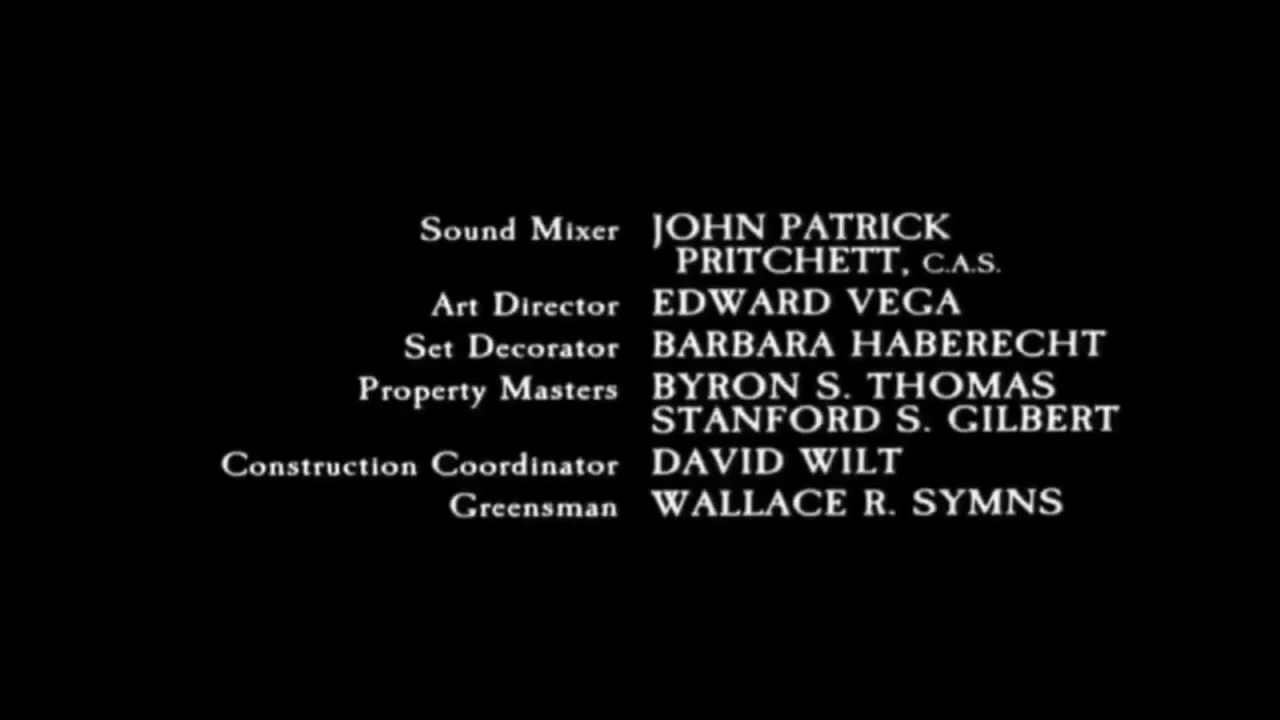 Sound Mixer JOHN PATRICK
PRITCHETT, C.A.S.
Art Director EDWARD VEGA
Set Decorator BARBARA HABERECHT
Property Masters BYRON S. THOMAS
STANFORD S. GILBERT
Construction Coordinator DAVID WILT
Greensman WALLACE R. SYMNS